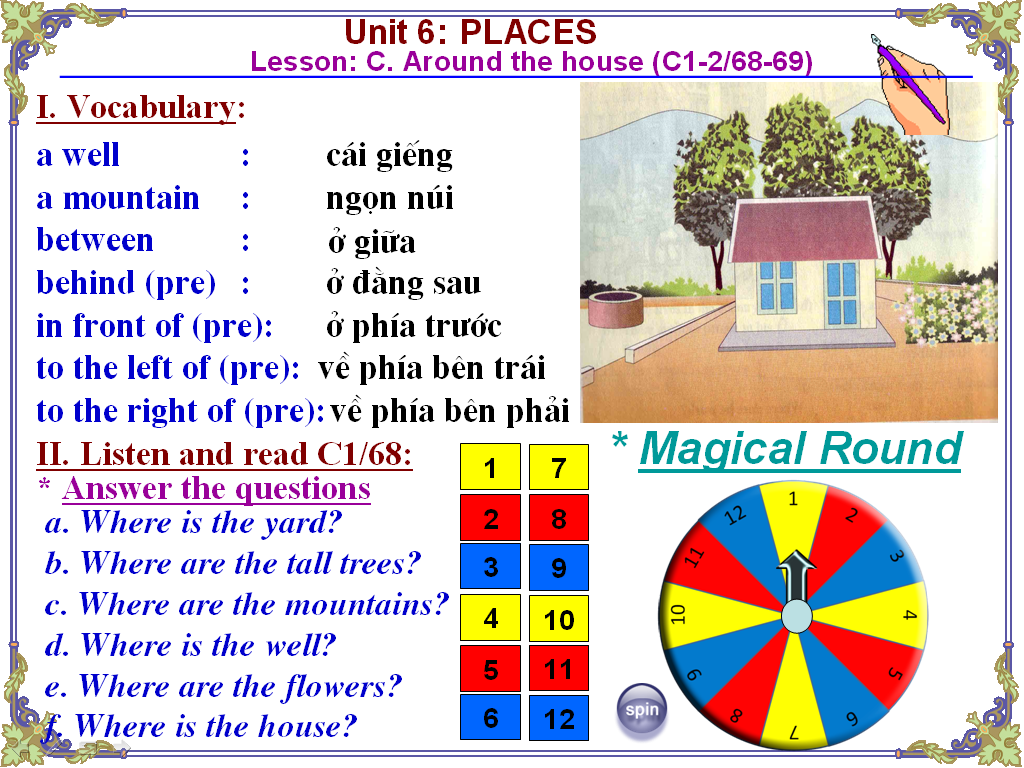 Unit 6: PLACES
Lesson: C. Around the house (C1-2/68-69)
I. Vocabulary:
a well : cái giếng
a mountain : ngọn núi
between : ở giữa
behind (pre) : ở đằng sau
in front of (pre): ở phía trước
to the left of (pre): về phía bên trái
to the right of (pre): về phía bên phải
II. Listen and read C1/68:
* Answer the questions
a. Where is the yard?
b. Where are the tall trees?
c. Where are the mountains?
d. Where is the well?
e. Where are the flowers?
f. Where is the house?
1 7
2 8
3 9
4 10
5 11
6 12
* Magical Round
1
2
3
4
5
6
7
8
9
10
11
12
spin